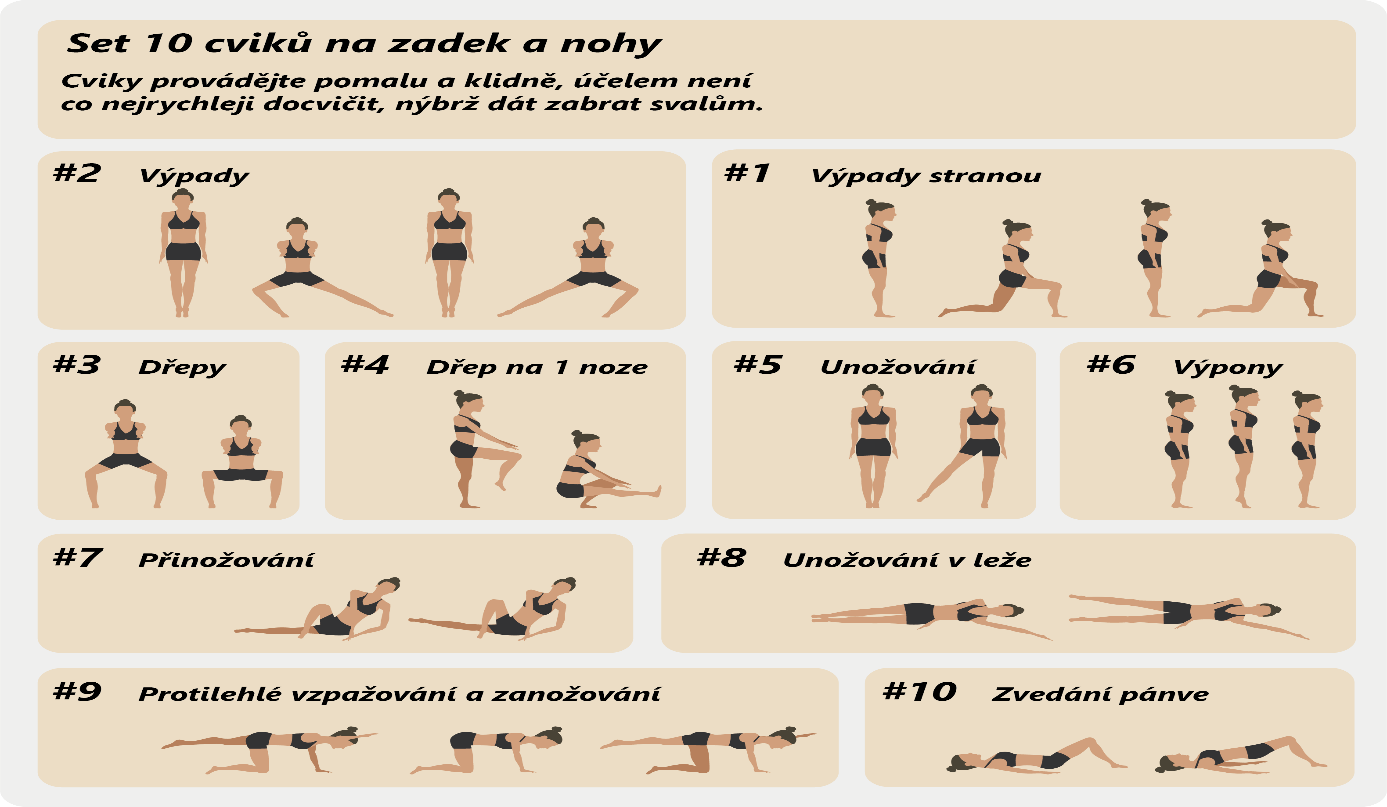 Set 10 cviků na zadek a nohy
Cviky provádějte pomalu a klidně, účelem není
co nejrychleji docvičit, nýbrž dát zabrat svalům.
#2 Výpady
#1 Výpady stranou
#3 Dřepy
#4 Dřep na 1 noze
#5 Unožování
#6 Výpony
#7 Přinožování
#8 Unožování v leže
#9 Protilehlé vzpažování a zanožování
#10 Zvedání pánve